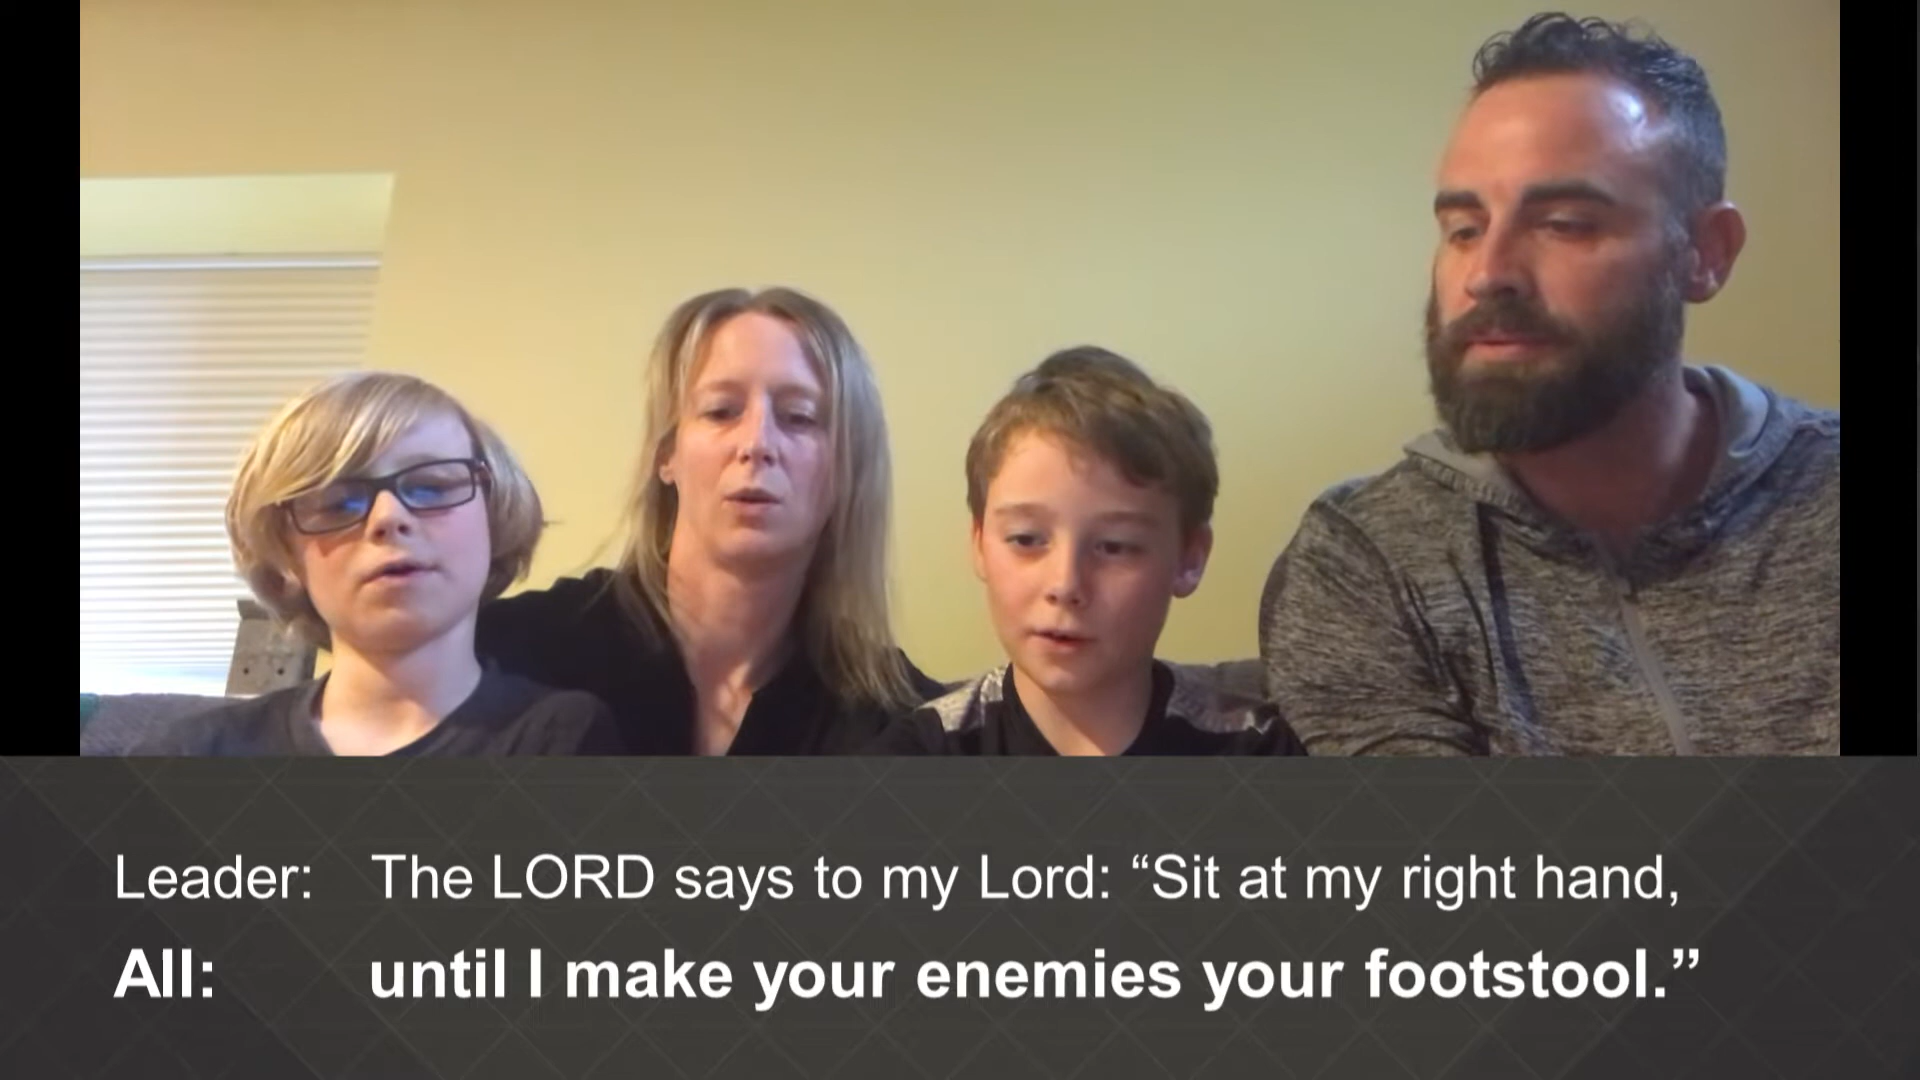 Leader: The LORD says to my Lord: “Sit at my right hand,
All: until I make your enemies your footstool.”